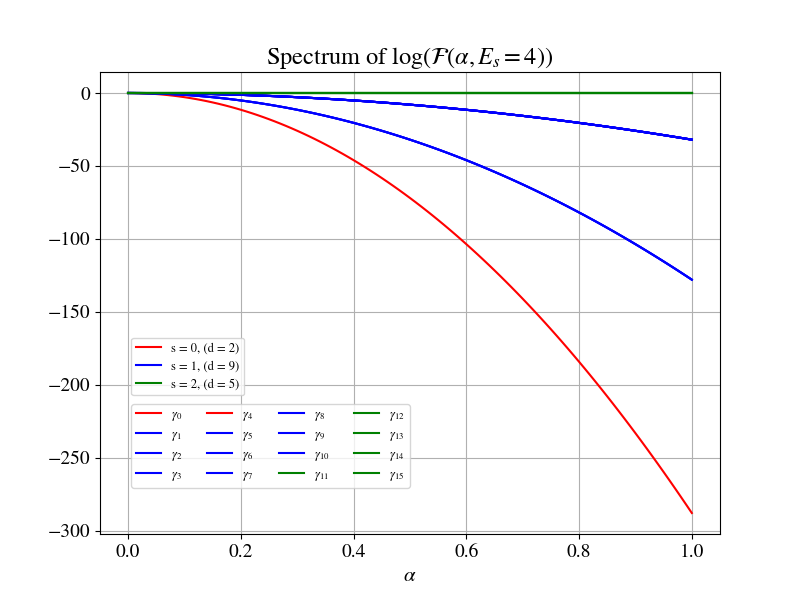 Spectrum of log(𝓕(α, E_s = 4))
0
−50
−100
−150
−200
−250
−300
s = 0, (d = 2)
s = 1, (d = 9)
s = 2, (d = 5)
γ₀ γ₄ γ₈ γ₁₂
γ₁ γ₅ γ₉ γ₁₃
γ₂ γ₆ γ₁₀ γ₁₄
γ₃ γ₇ γ₁₁ γ₁₅
0.0 0.2 0.4 0.6 0.8 1.0
α